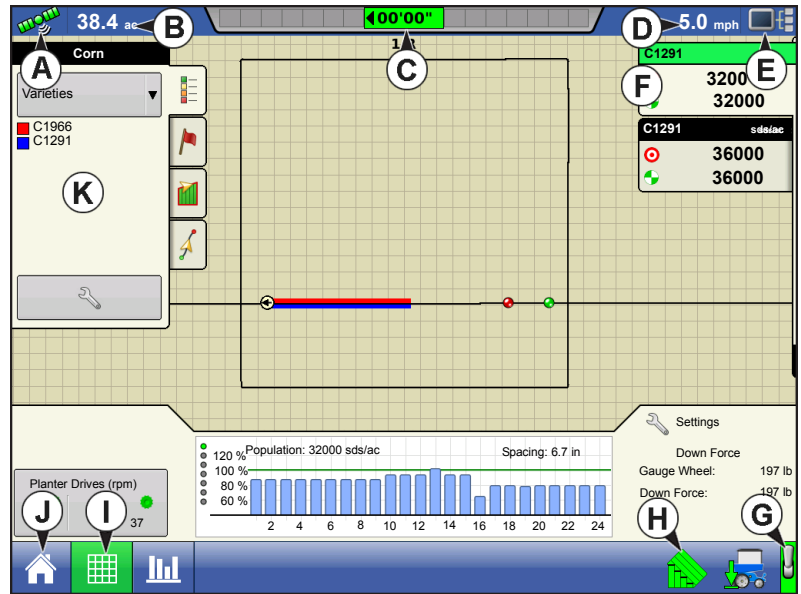 38.4 ac
B
00'00"
D
5.0 mph
A
C
E
Corn
Varieties
C1966
C1291
K
C1291
F
32000
32000
C1291 sds/ac
36000
36000
Settings
Down Force
Gauge Wheel: 197 lb
Down Force: 197 lb
Population: 32000 sds/ac
Spacing: 6.7 in
120 %
100 %
80 %
60 %
2 4 6 8 10 12 14 16 18 20 22 24
Planter Drives (rpm)
37
J
I
H
G